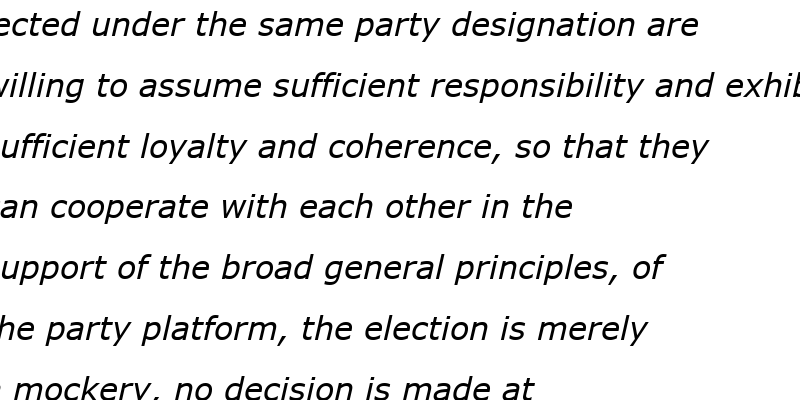 ected under the same party designation are
willing to assume sufficient responsibility and exhib
ufficient loyalty and coherence, so that they
an cooperate with each other in the
upport of the broad general principles, of
he party platform, the election is merely
mockery, no decision is made at